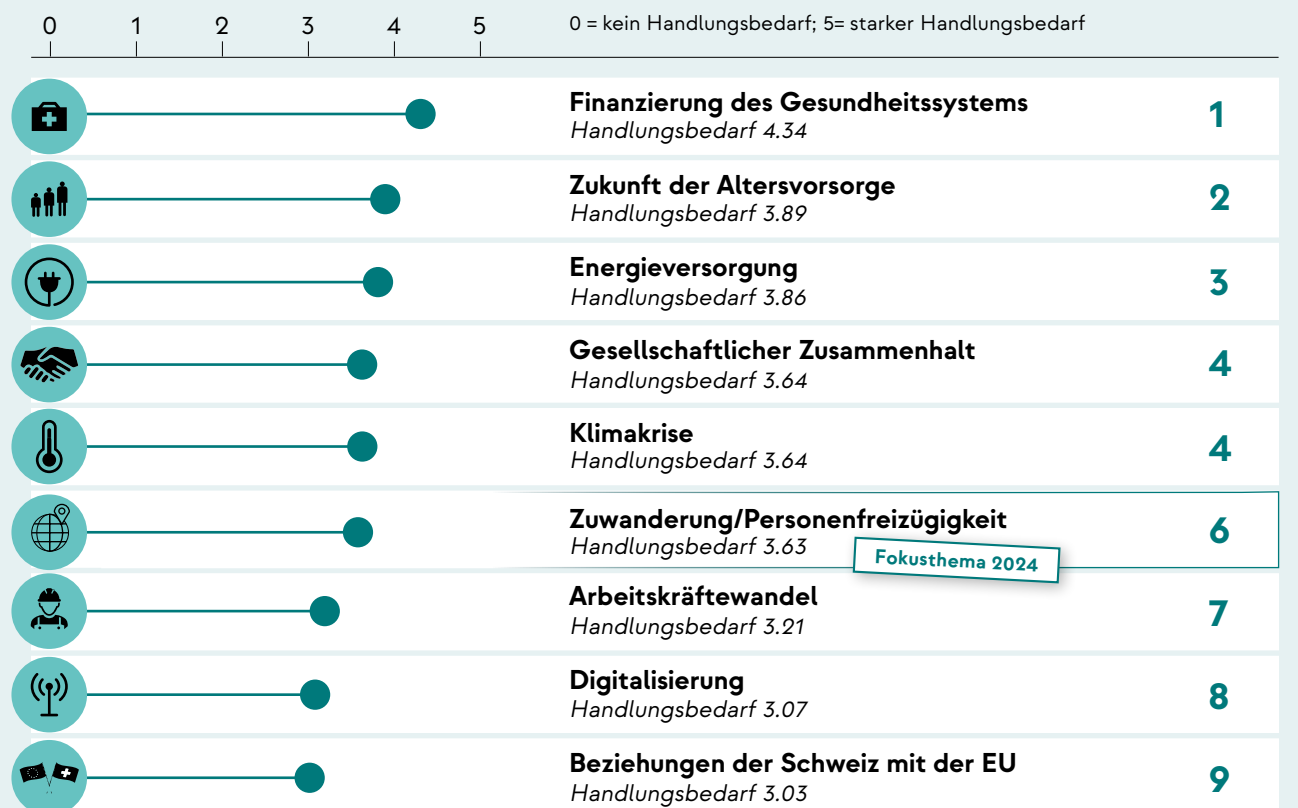 0 1 2 3 4 5 0 = kein Handlungsbedarf; 5= starker Handlungsbedarf
Finanzierung des Gesundheitssystems
Handlungsbedarf 4.34
1
Zukunft der Altersvorsorge
Handlungsbedarf 3.89
2
Energieversorgung
Handlungsbedarf 3.86
3
Gesellschaftlicher Zusammenhalt
Handlungsbedarf 3.64
4
Klimakrise
Handlungsbedarf 3.64
4
Zuwanderung/Personenfreizügigkeit
Handlungsbedarf 3.63
6
Fokusthema 2024
Arbeitskräftewandel
Handlungsbedarf 3.21
7
Digitalisierung
Handlungsbedarf 3.07
8
Beziehungen der Schweiz mit der EU
Handlungsbedarf 3.03
9